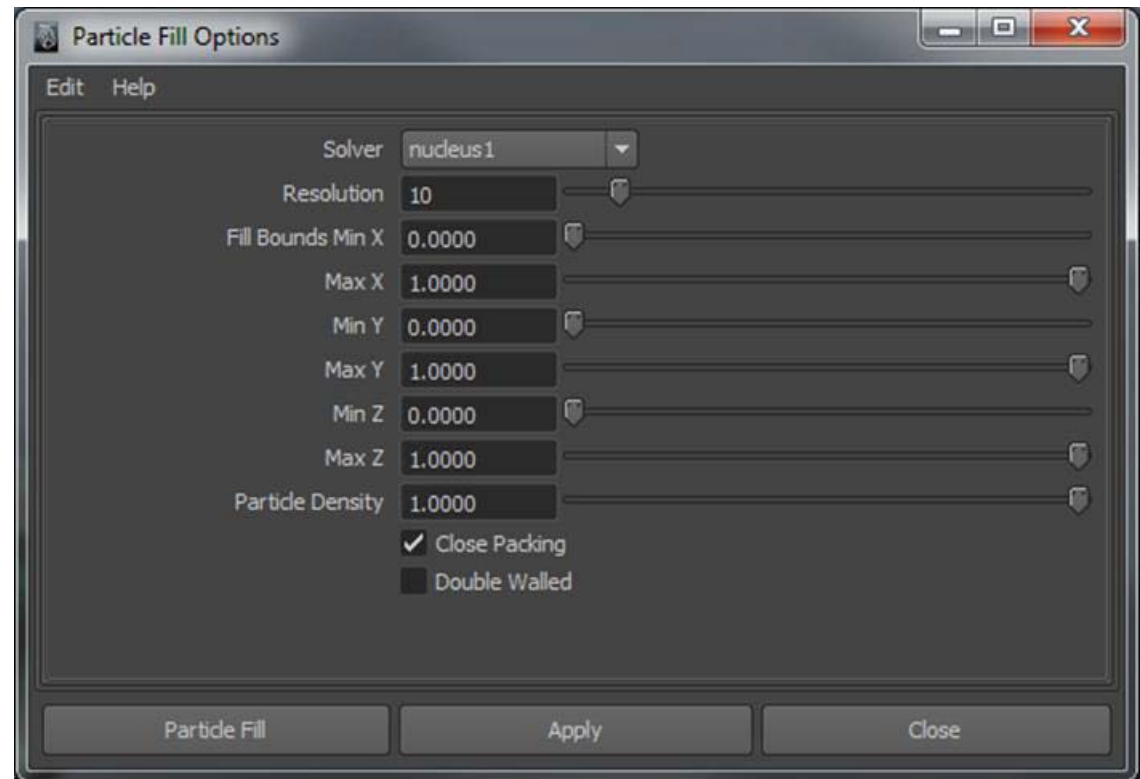 Particle Fill Options
Edit Help
Solver nucleus1
Resolution 10
Fill Bounds Min X 0.0000
Max X 1.0000
Min Y 0.0000
Max Y 1.0000
Min Z 0.0000
Max Z 1.0000
Particle Density 1.0000
Close Packing
Double Walled
Particle Fill Apply Close